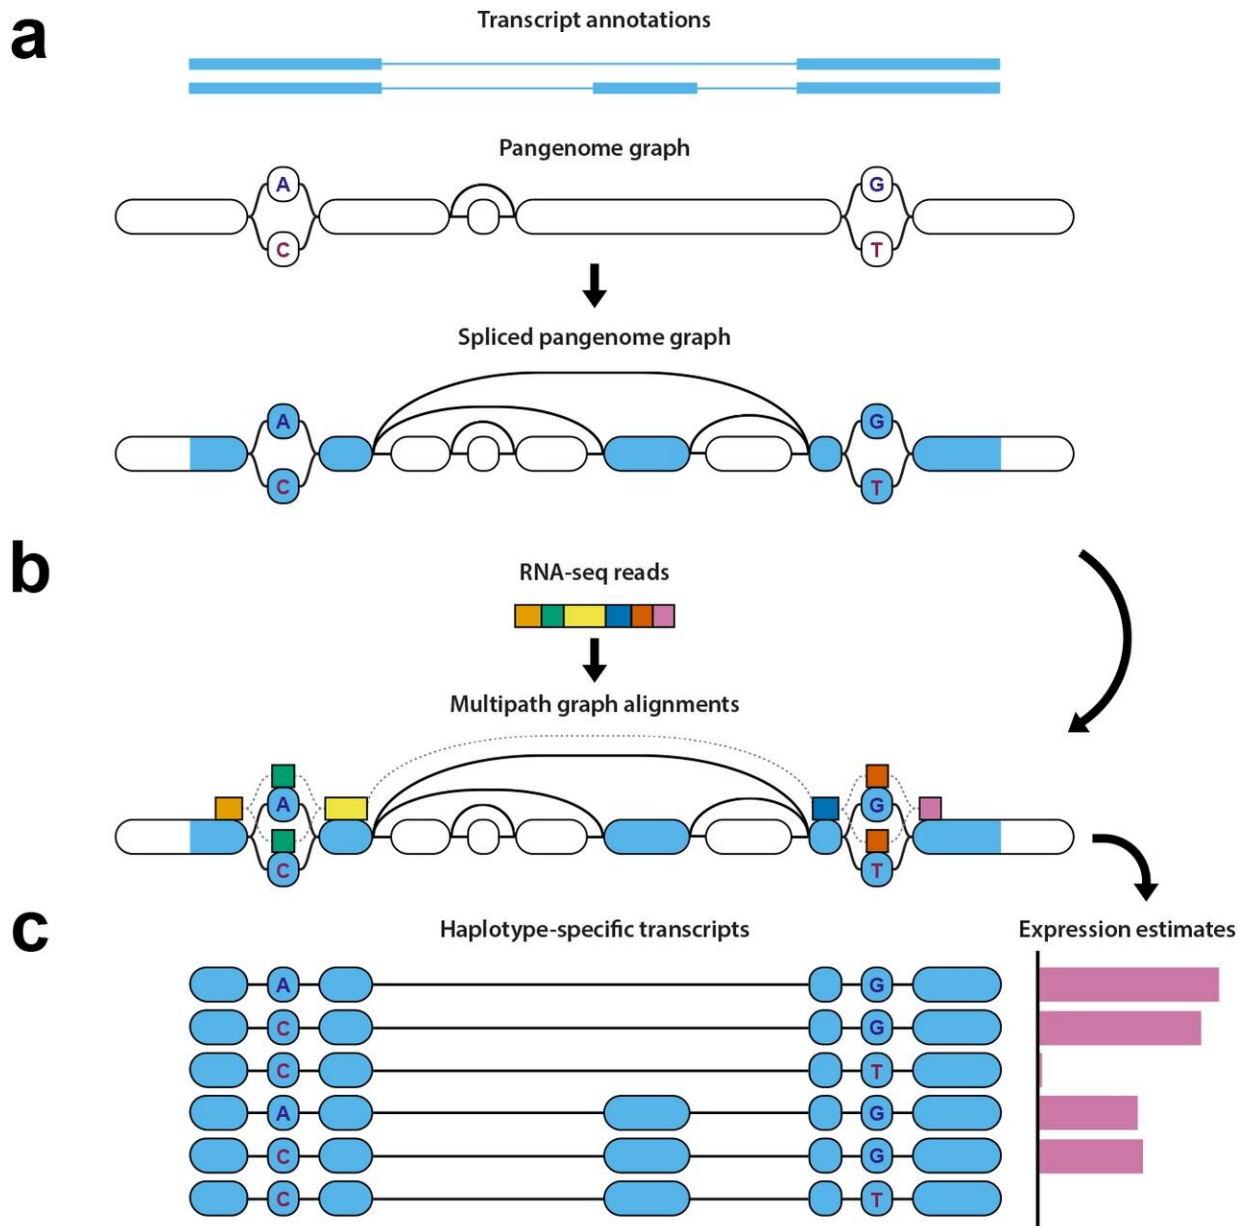 a
Transcript annotations
Pangenome graph
A G
C T
Spliced pangenome graph
A G
C T
b
RNA-seq reads
Multipath graph alignments
A G
C T
c
Haplotype-specific transcripts Expression estimates
A G
C G
C T
A G
C G
C T